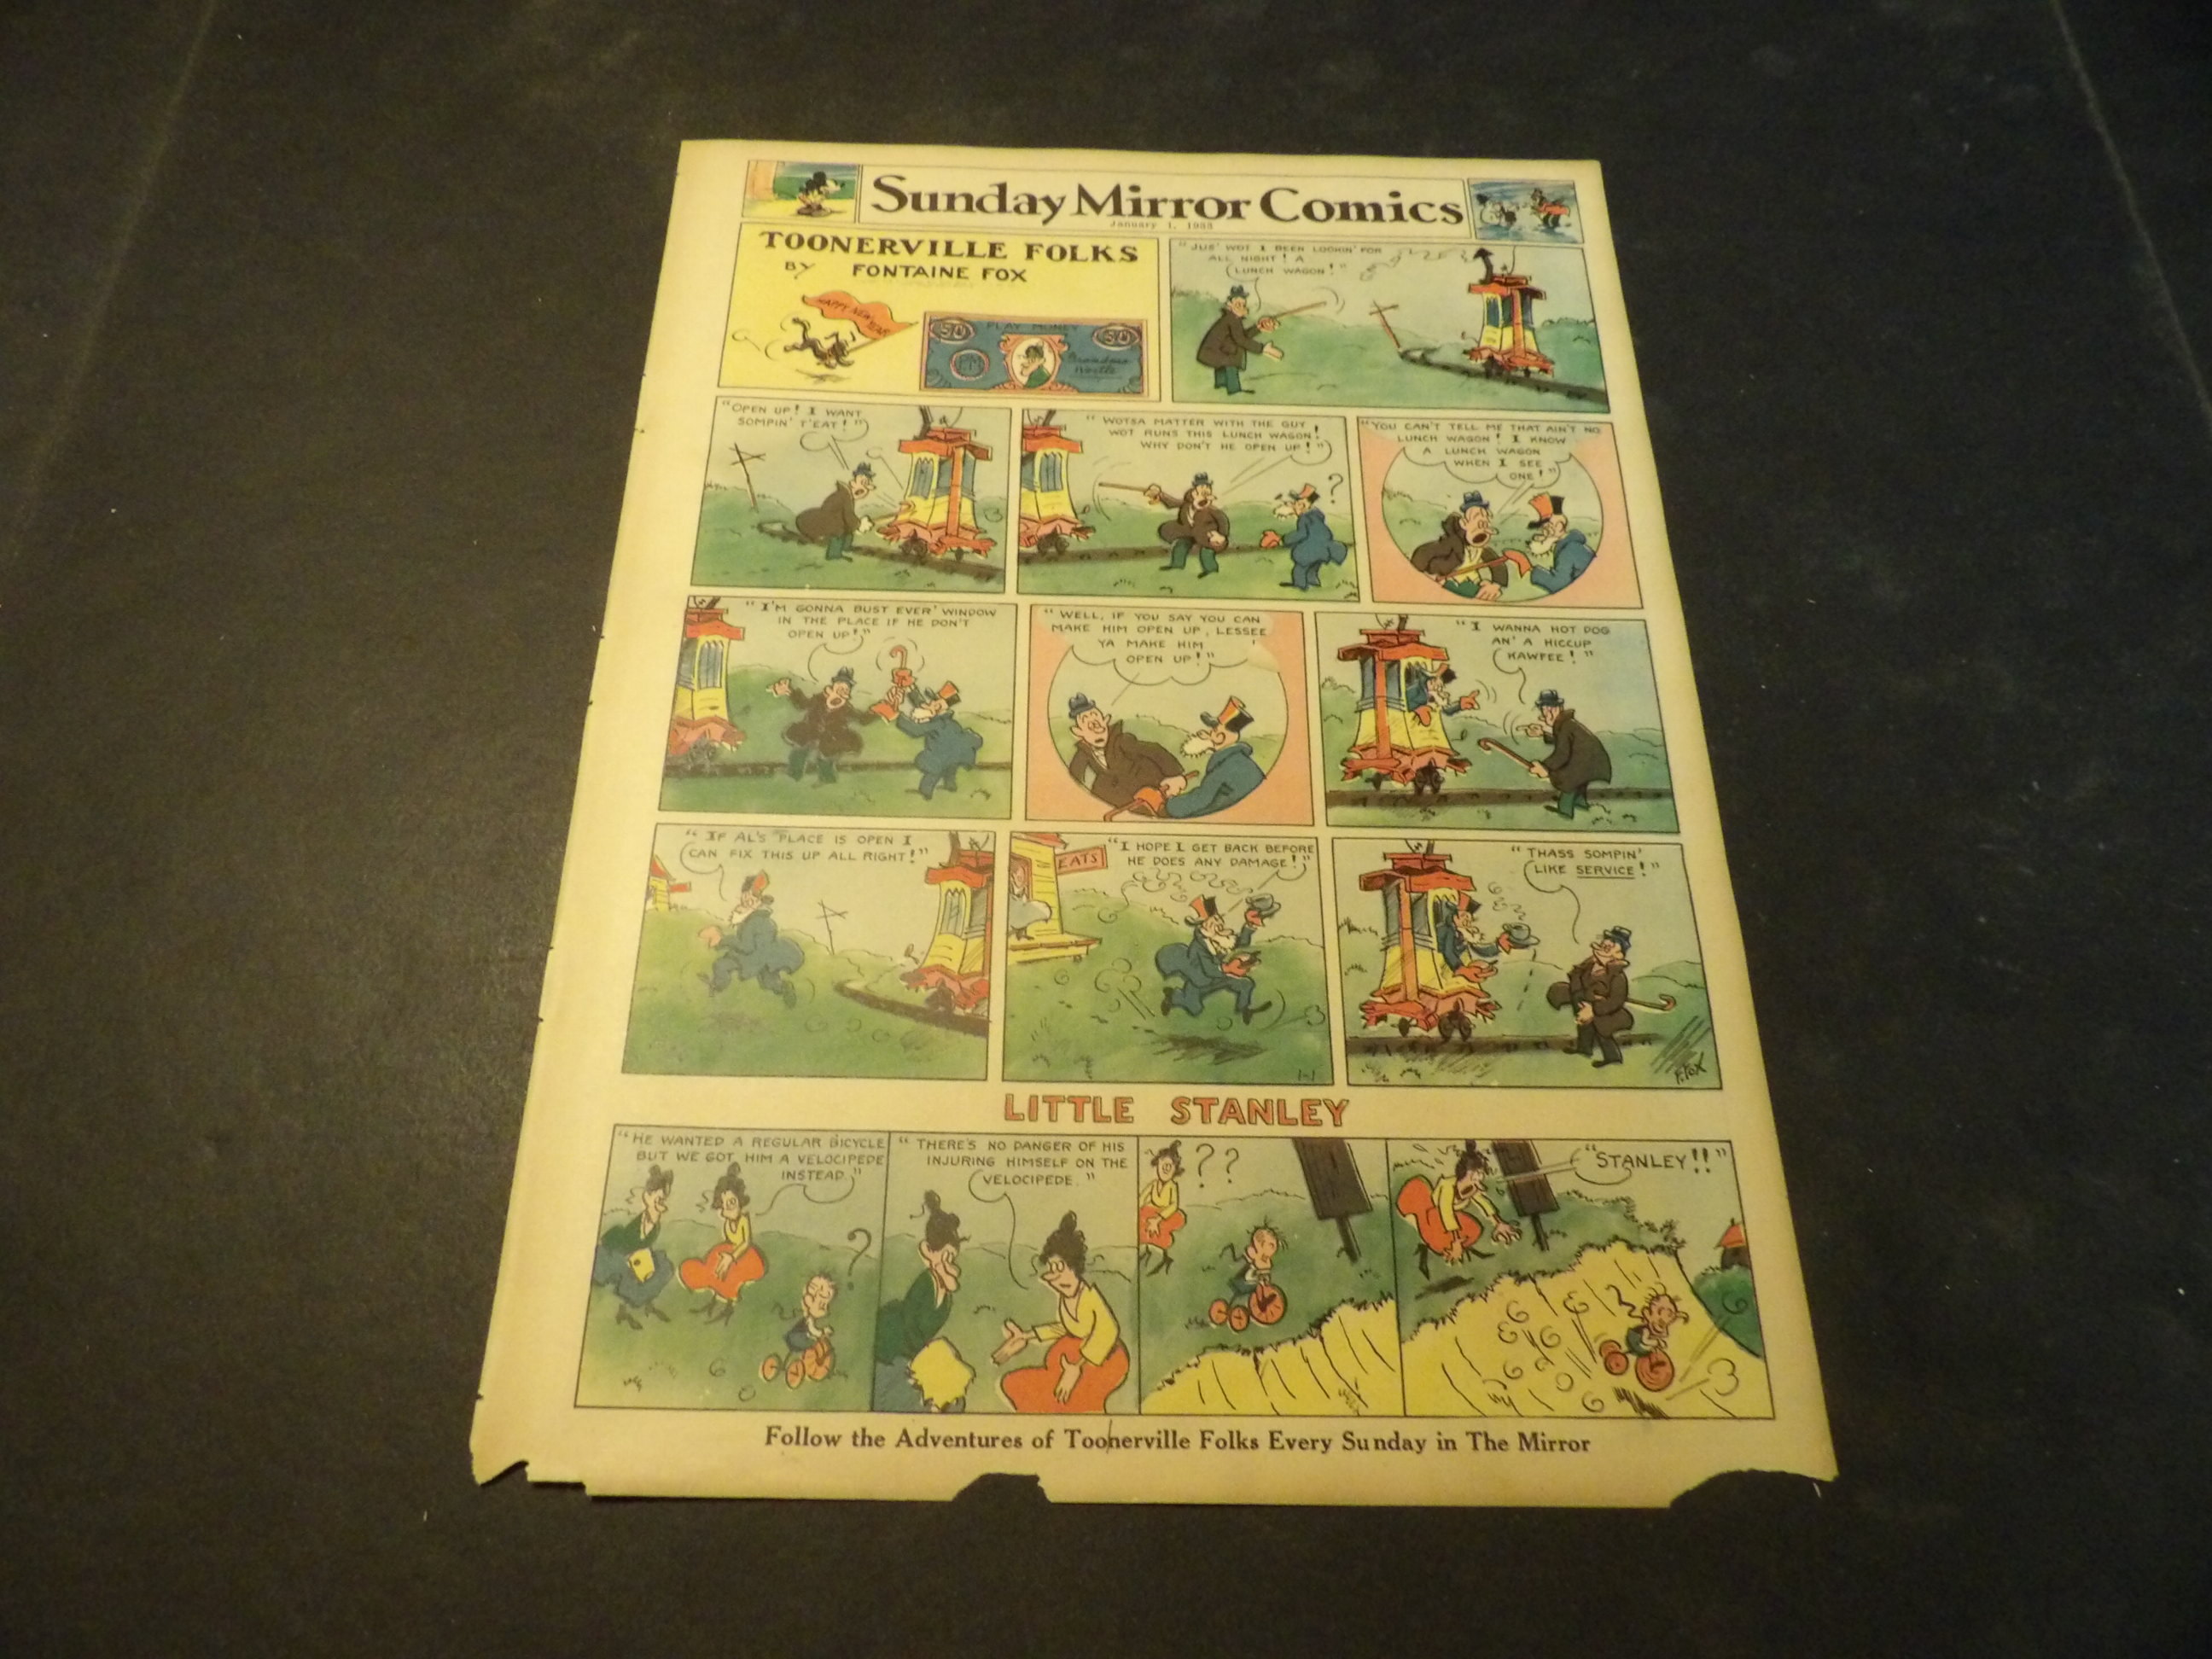 Sunday Mirror Comics
January 1, 1933
TOONERVILLE FOLKS
BY FONTAINE FOX
HAPPY NEW YEAR
50 PLAY MONEY 50
"JUS' WOT I BEEN LOOKIN' FOR
ALL NIGHT! A
LUNCH WAGON!"
"OPEN UP! I WANT
SOMPIN' T'EAT!"
"WOTSA MATTER WITH THE GUY
WOT RUNS THIS LUNCH WAGON!
WHY DON'T HE OPEN UP!"
?
"YOU CAN'T TELL ME THAT AIN'T NO
LUNCH WAGON! I KNOW
A LUNCH WAGON
WHEN I SEE
ONE!"
"I'M GONNA BUST EVER' WINDOW
IN THE PLACE IF HE DON'T
OPEN UP!"
"WELL, IF YOU SAY YOU CAN
MAKE HIM OPEN UP, LESSEE
YA MAKE HIM
OPEN UP!"
"I WANNA HOT DOG
AN' A HICCUP
KAWFEE!"
"IF AL'S PLACE IS OPEN I
CAN FIX THIS UP ALL RIGHT!"
EATS
"I HOPE I GET BACK BEFORE
HE DOES ANY DAMAGE!"
1-1
"THASS SOMPIN'
LIKE SERVICE!"
F. FOX
LITTLE STANLEY
"HE WANTED A REGULAR BICYCLE
BUT WE GOT HIM A VELOCIPEDE
INSTEAD."
?
"THERE'S NO DANGER OF HIS
INJURING HIMSELF ON THE
VELOCIPEDE."
??
"STANLEY!!"
Follow the Adventures of Toonerville Folks Every Sunday in The Mirror